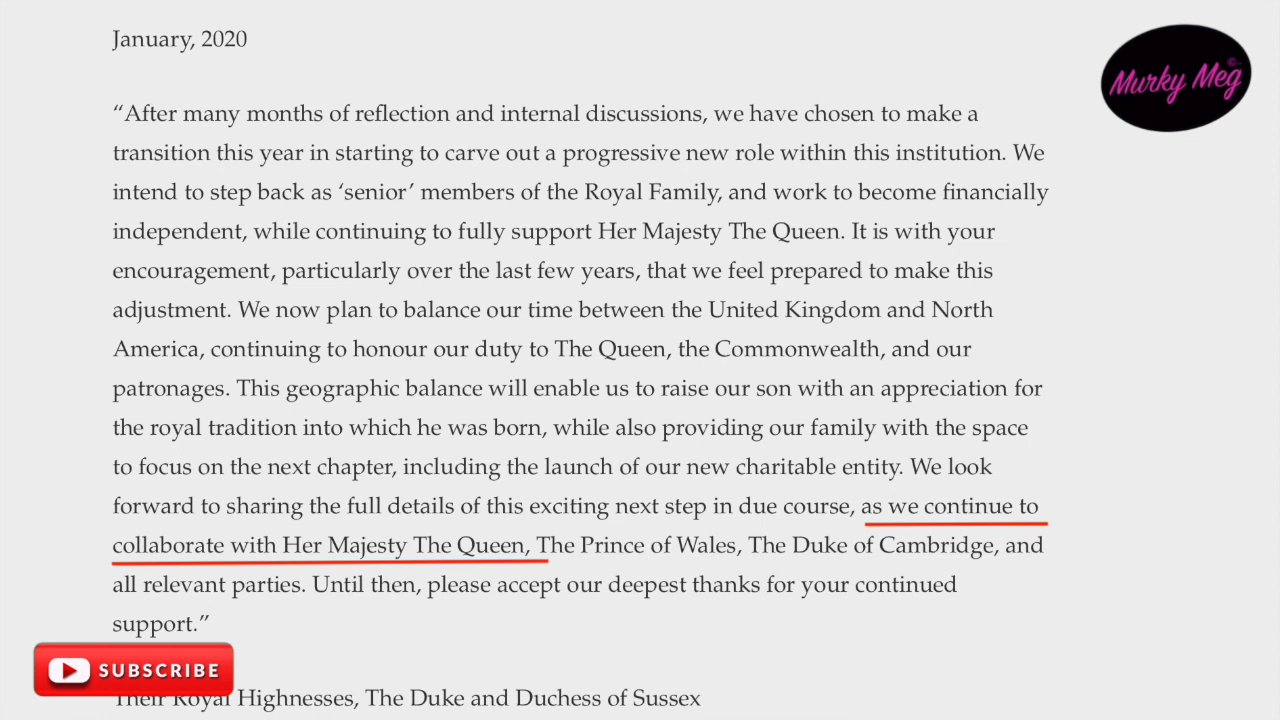 January, 2020
Murky Meg ©
“After many months of reflection and internal discussions, we have chosen to make a
transition this year in starting to carve out a progressive new role within this institution. We
intend to step back as ‘senior’ members of the Royal Family, and work to become financially
independent, while continuing to fully support Her Majesty The Queen. It is with your
encouragement, particularly over the last few years, that we feel prepared to make this
adjustment. We now plan to balance our time between the United Kingdom and North
America, continuing to honour our duty to The Queen, the Commonwealth, and our
patronages. This geographic balance will enable us to raise our son with an appreciation for
the royal tradition into which he was born, while also providing our family with the space
to focus on the next chapter, including the launch of our new charitable entity. We look
forward to sharing the full details of this exciting next step in due course, as we continue to
collaborate with Her Majesty The Queen, The Prince of Wales, The Duke of Cambridge, and
all relevant parties. Until then, please accept our deepest thanks for your continued
support.”
SUBSCRIBE
Their Royal Highnesses, The Duke and Duchess of Sussex